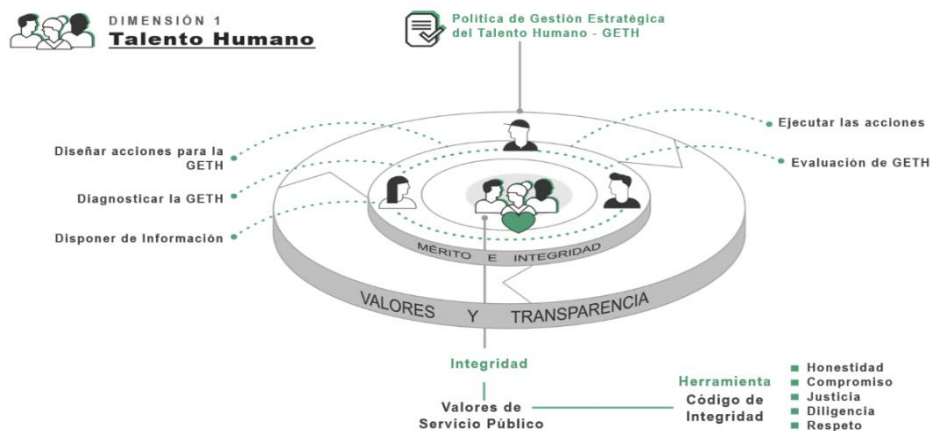 DIMENSIÓN 1
Talento Humano
Política de Gestión Estratégica
del Talento Humano - GETH
Diseñar acciones para la
GETH
Diagnosticar la GETH
Disponer de Información
Ejecutar las acciones
Evaluación de GETH
MÉRITO E INTEGRIDAD
VALORES Y TRANSPARENCIA
Integridad
Valores de
Servicio Público
Herramienta
Código de
Integridad
Honestidad
Compromiso
Justicia
Diligencia
Respeto